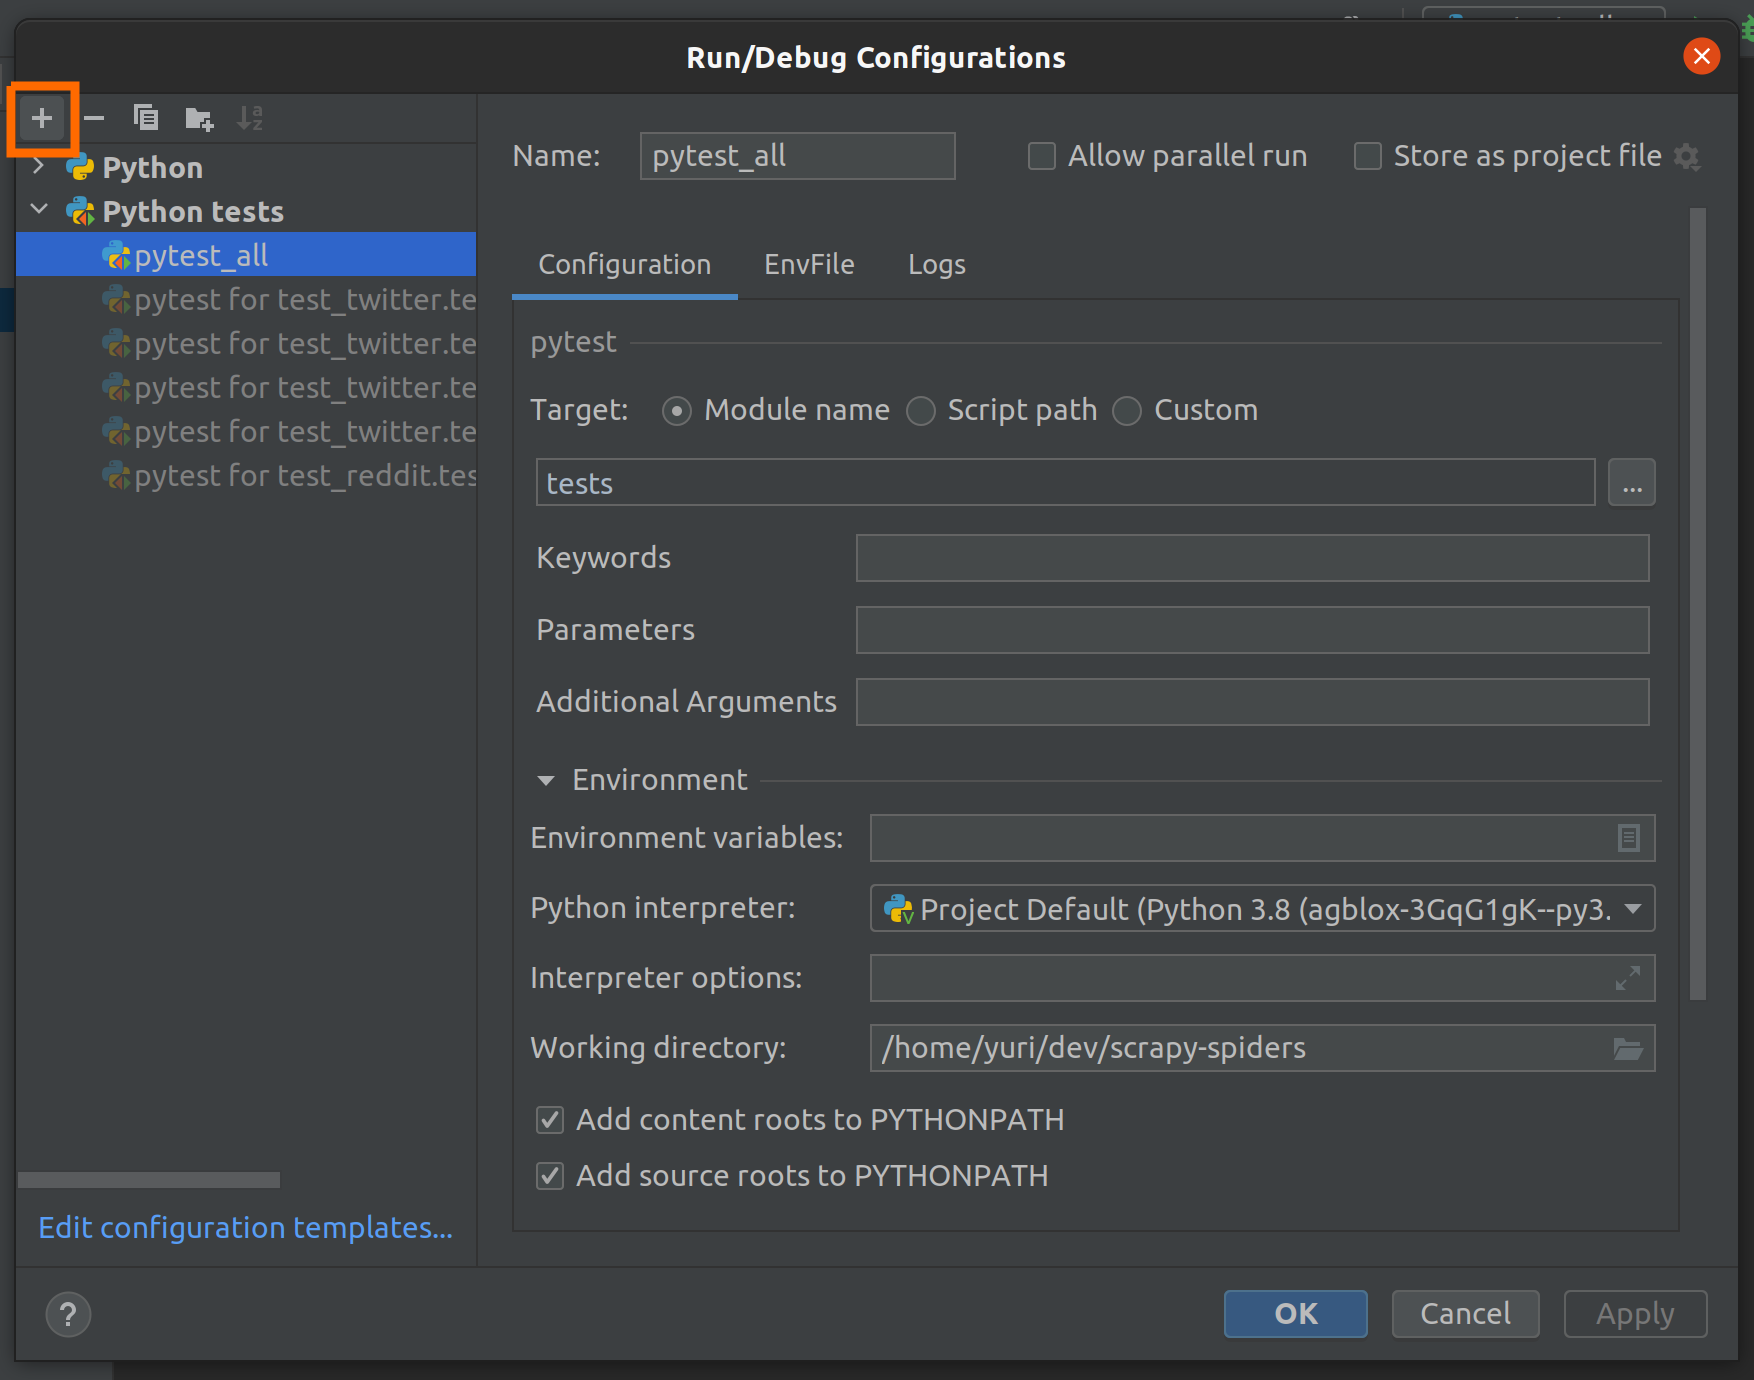 Run/Debug Configurations
Python
Python tests
pytest_all
pytest for test_twitter.te
pytest for test_twitter.te
pytest for test_twitter.te
pytest for test_twitter.te
pytest for test_reddit.tes
Edit configuration templates...
Name: pytest_all Allow parallel run Store as project file
Configuration EnvFile Logs
pytest
Target: Module name Script path Custom
tests ...
Keywords
Parameters
Additional Arguments
Environment
Environment variables:
Python interpreter: Project Default (Python 3.8 (agblox-3GqG1gK--py3.
Interpreter options:
Working directory: /home/yuri/dev/scrapy-spiders
Add content roots to PYTHONPATH
Add source roots to PYTHONPATH
? OK Cancel Apply